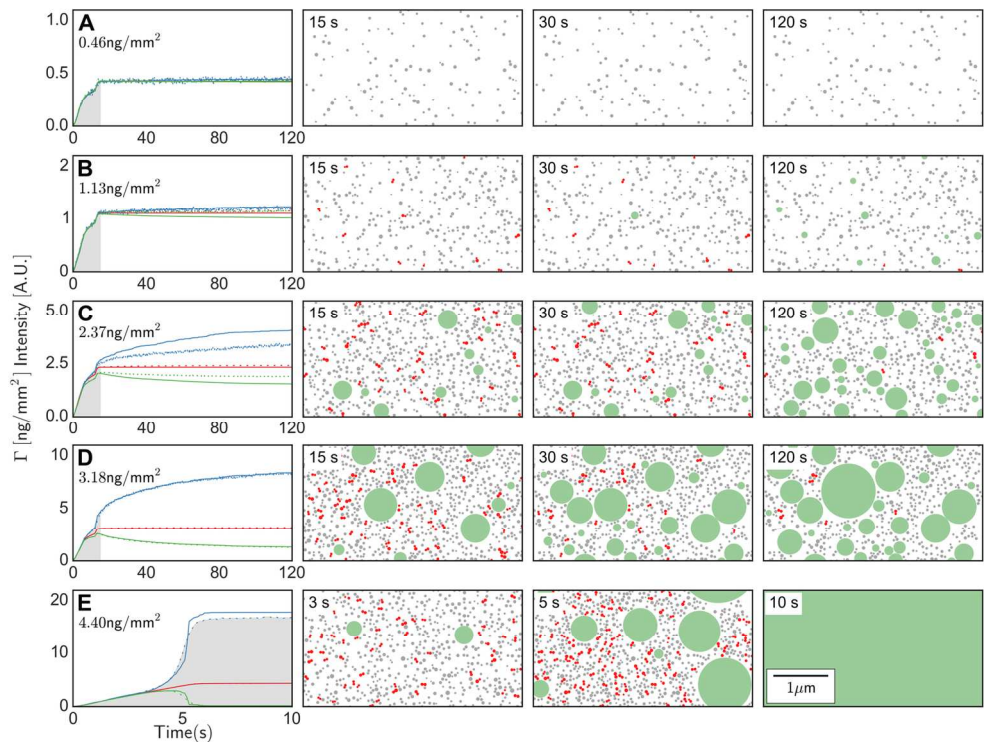 Γ [ng/mm²] Intensity [A.U.]
A
0.46ng/mm²
1.0
0.5
0.0
0 40 80 120
15 s
30 s
120 s
B
1.13ng/mm²
2
1
0
0 40 80 120
15 s
30 s
120 s
C
2.37ng/mm²
5.0
2.5
0.0
0 40 80 120
15 s
30 s
120 s
D
3.18ng/mm²
10
5
0
0 40 80 120
15 s
30 s
120 s
E
4.40ng/mm²
20
10
0
0 5 10
Time(s)
3 s
5 s
10 s
1μm